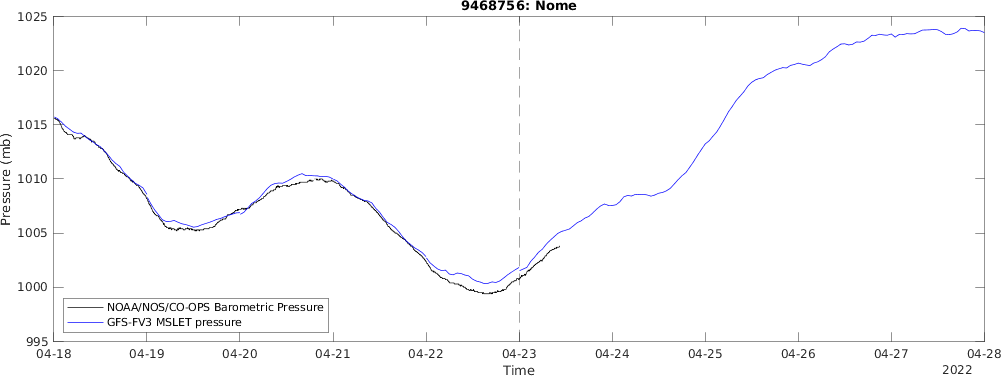 9468756: Nome
1025
1020
1015
1010
1005
1000
995
Pressure (mb)
NOAA/NOS/CO-OPS Barometric Pressure
GFS-FV3 MSLET pressure
04-18 04-19 04-20 04-21 04-22 04-23 04-24 04-25 04-26 04-27 04-28
Time
2022